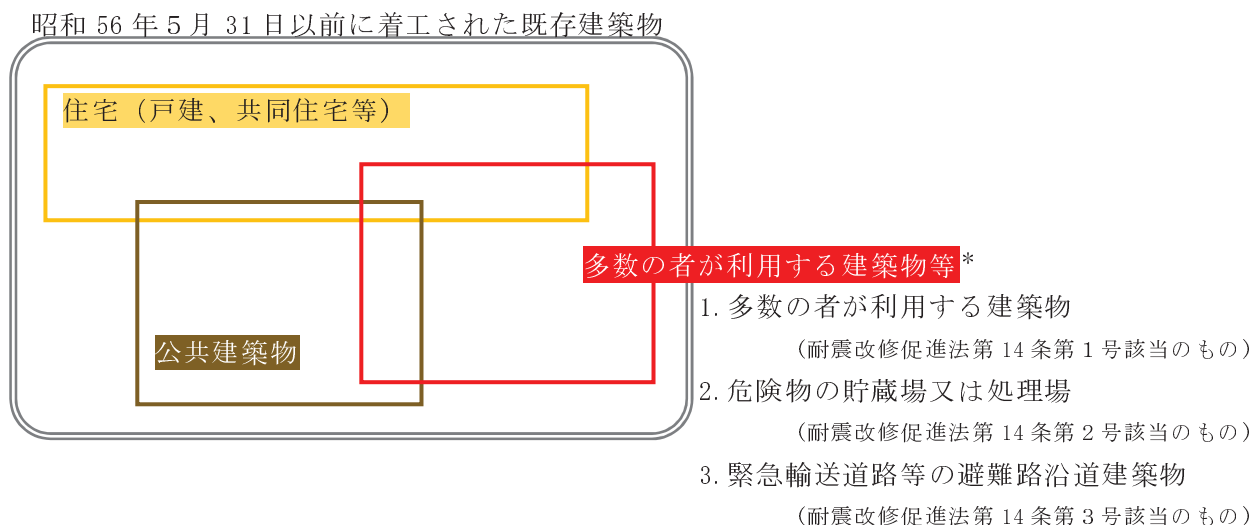 昭和 56 年５月 31 日以前に着工された既存建築物
住宅（戸建、共同住宅等）
公共建築物
多数の者が利用する建築物等*
1. 多数の者が利用する建築物
（耐震改修促進法第 14 条第１号該当のもの）
2. 危険物の貯蔵場又は処理場
（耐震改修促進法第 14 条第２号該当のもの）
3. 緊急輸送道路等の避難路沿道建築物
（耐震改修促進法第 14 条第３号該当のもの）